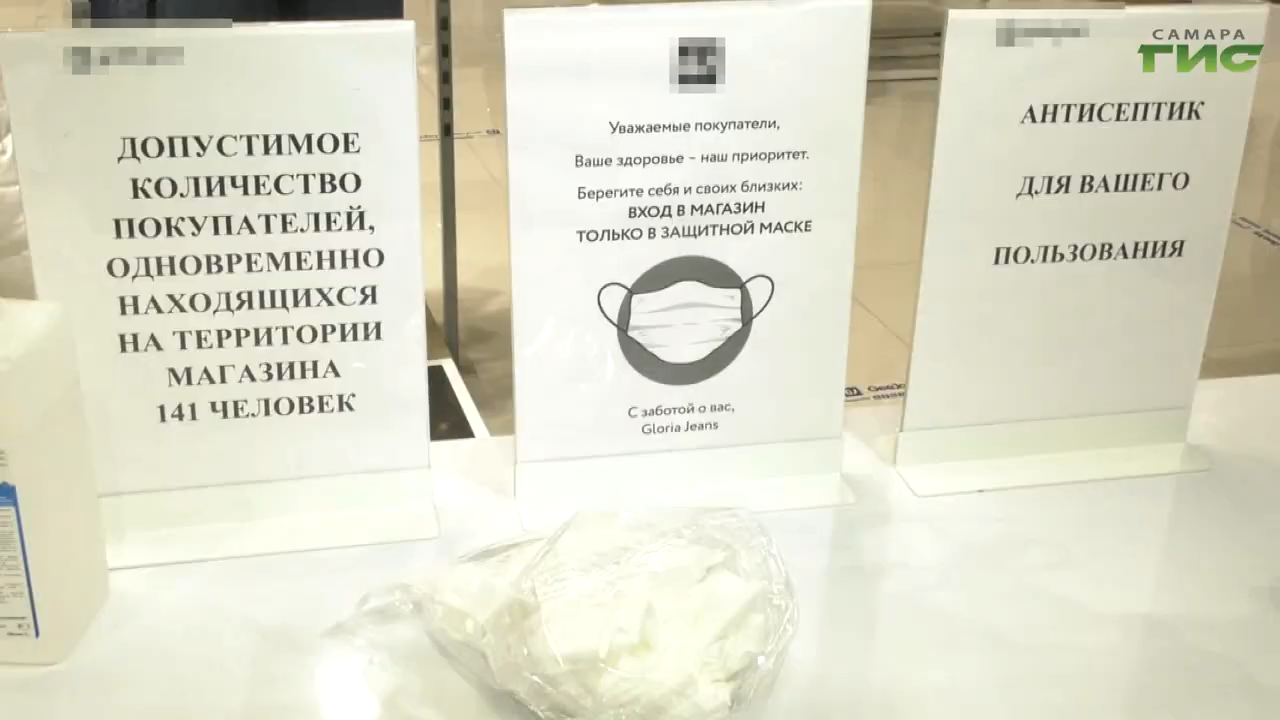 ДОПУСТИМОЕ
КОЛИЧЕСТВО
ПОКУПАТЕЛЕЙ,
ОДНОВРЕМЕННО
НАХОДЯЩИХСЯ
НА ТЕРРИТОРИИ
МАГАЗИНА
141 ЧЕЛОВЕК
Уважаемые покупатели,
Ваше здоровье – наш приоритет.
Берегите себя и своих близких:
ВХОД В МАГАЗИН
ТОЛЬКО В ЗАЩИТНОЙ МАСКЕ
С заботой о вас,
Gloria Jeans
САМАРА
ГИС
АНТИСЕПТИК
ДЛЯ ВАШЕГО
ПОЛЬЗОВАНИЯ